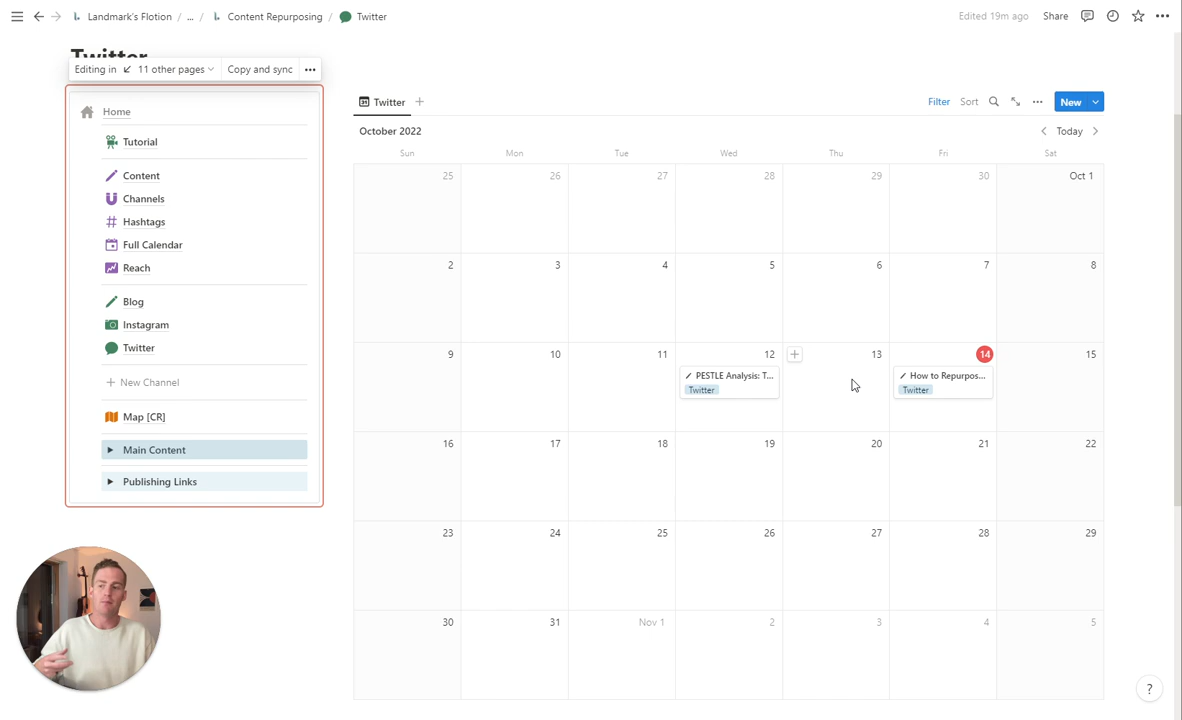 Landmark's Flotion / ... / Content Repurposing / Twitter
Edited 19m ago Share
Twitter
Editing in 11 other pages Copy and sync
Home
Tutorial
Content
Channels
Hashtags
Full Calendar
Reach
Blog
Instagram
Twitter
+ New Channel
Map [CR]
Main Content
Publishing Links
Twitter +
Filter Sort New
October 2022
Today
Sun Mon Tue Wed Thu Fri Sat
25 26 27 28 29 30 Oct 1
2 3 4 5 6 7 8
9 10 11 12 13 14 15
PESTLE Analysis: T...
Twitter
How to Repurpos...
Twitter
16 17 18 19 20 21 22
23 24 25 26 27 28 29
30 31 Nov 1 2 3 4 5
?